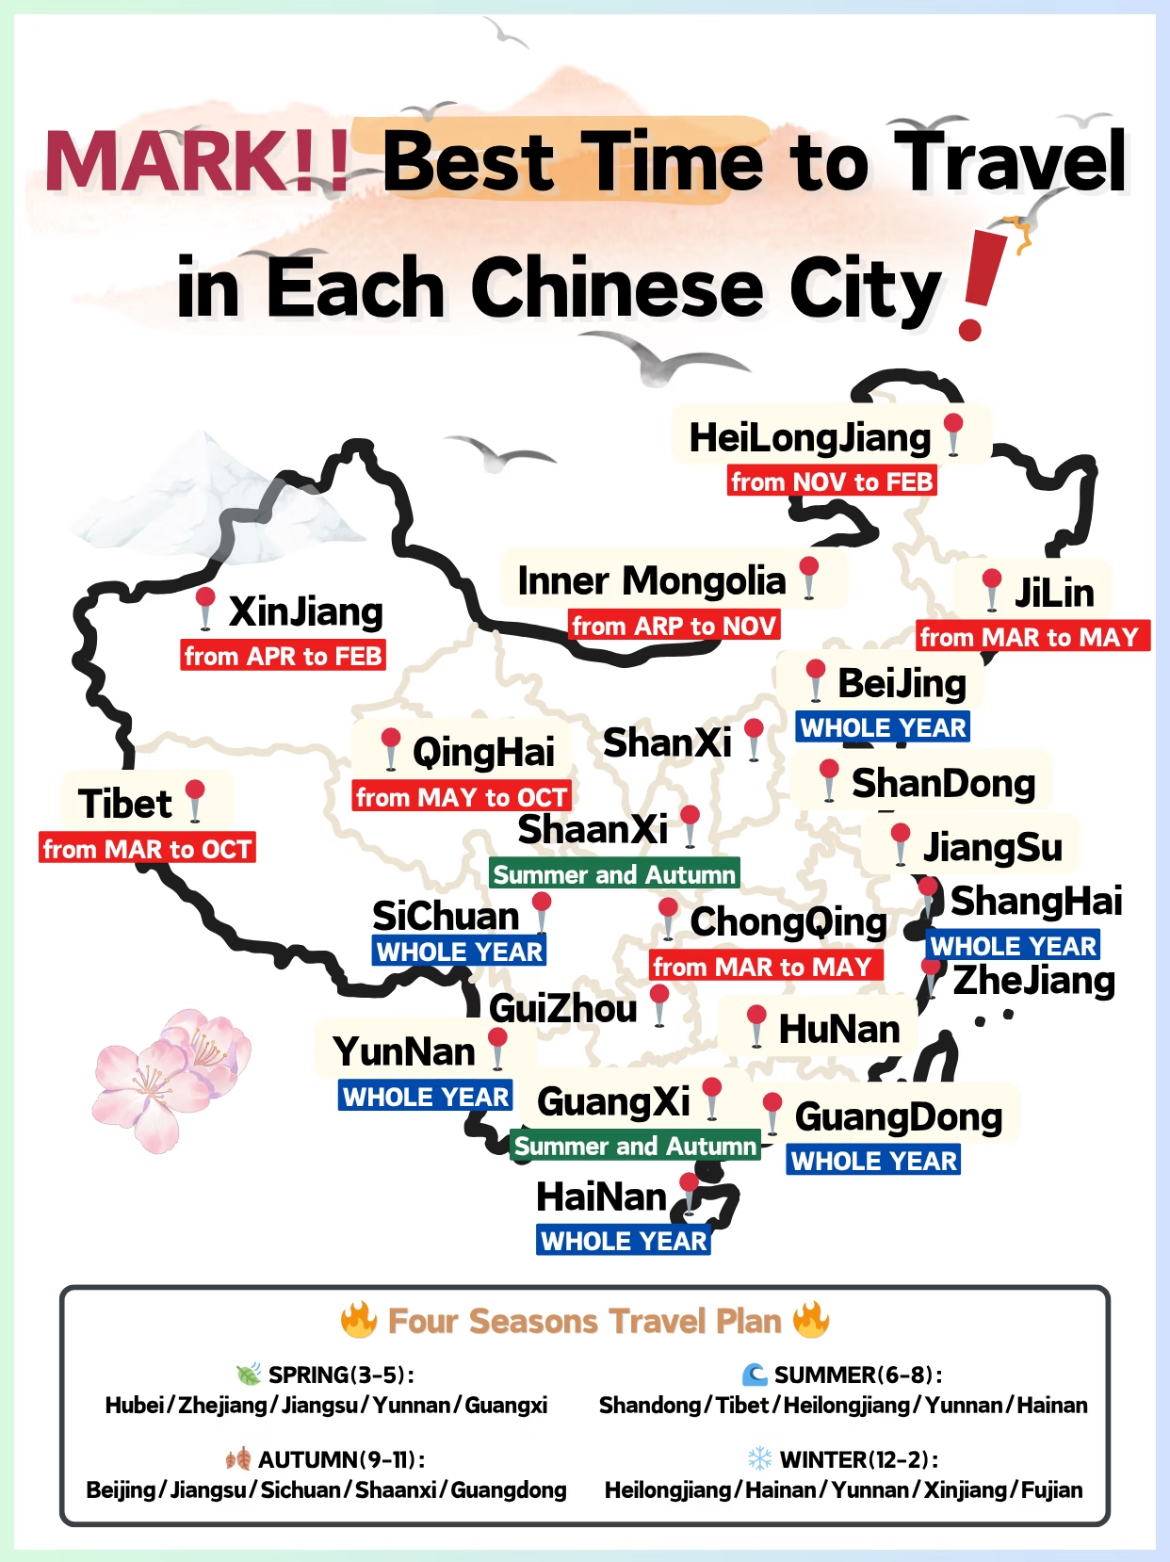 MARK!! Best Time to Travel
in Each Chinese City!
HeiLongJiang
from NOV to FEB
Inner Mongolia
from ARP to NOV
JiLin
from MAR to MAY
XinJiang
from APR to FEB
BeiJing
WHOLE YEAR
QingHai
from MAY to OCT
ShanXi
ShanDong
Tibet
from MAR to OCT
ShaanXi
Summer and Autumn
JiangSu
SiChuan
WHOLE YEAR
ChongQing
from MAR to MAY
ShangHai
WHOLE YEAR
ZheJiang
GuiZhou
HuNan
YunNan
WHOLE YEAR
GuangXi
Summer and Autumn
GuangDong
WHOLE YEAR
HaiNan
WHOLE YEAR
Four Seasons Travel Plan
SPRING(3-5):
Hubei/Zhejiang/Jiangsu/Yunnan/Guangxi
SUMMER(6-8):
Shandong/Tibet/Heilongjiang/Yunnan/Hainan
AUTUMN(9-11):
Beijing/Jiangsu/Sichuan/Shaanxi/Guangdong
WINTER(12-2):
Heilongjiang/Hainan/Yunnan/Xinjiang/Fujian